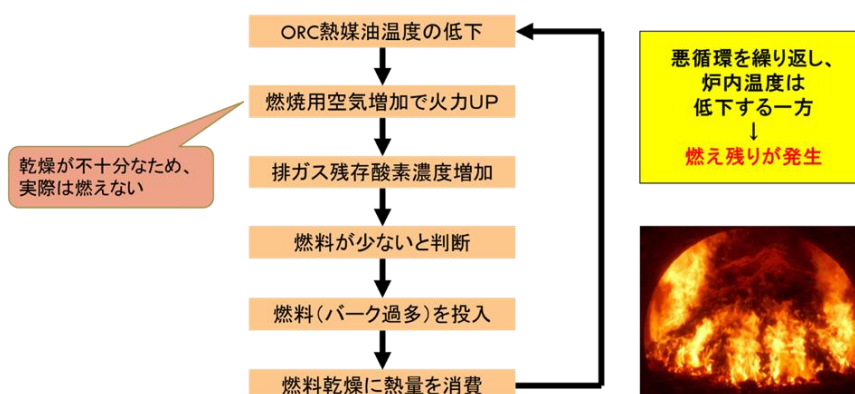 ORC熱媒油温度の低下
燃焼用空気増加で火力UP
乾燥が不十分なため、
実際は燃えない
排ガス残存酸素濃度増加
燃料が少ないと判断
燃料(バーク過多)を投入
燃料乾燥に熱量を消費
悪循環を繰り返し、
炉内温度は
低下する一方
↓
燃え残りが発生